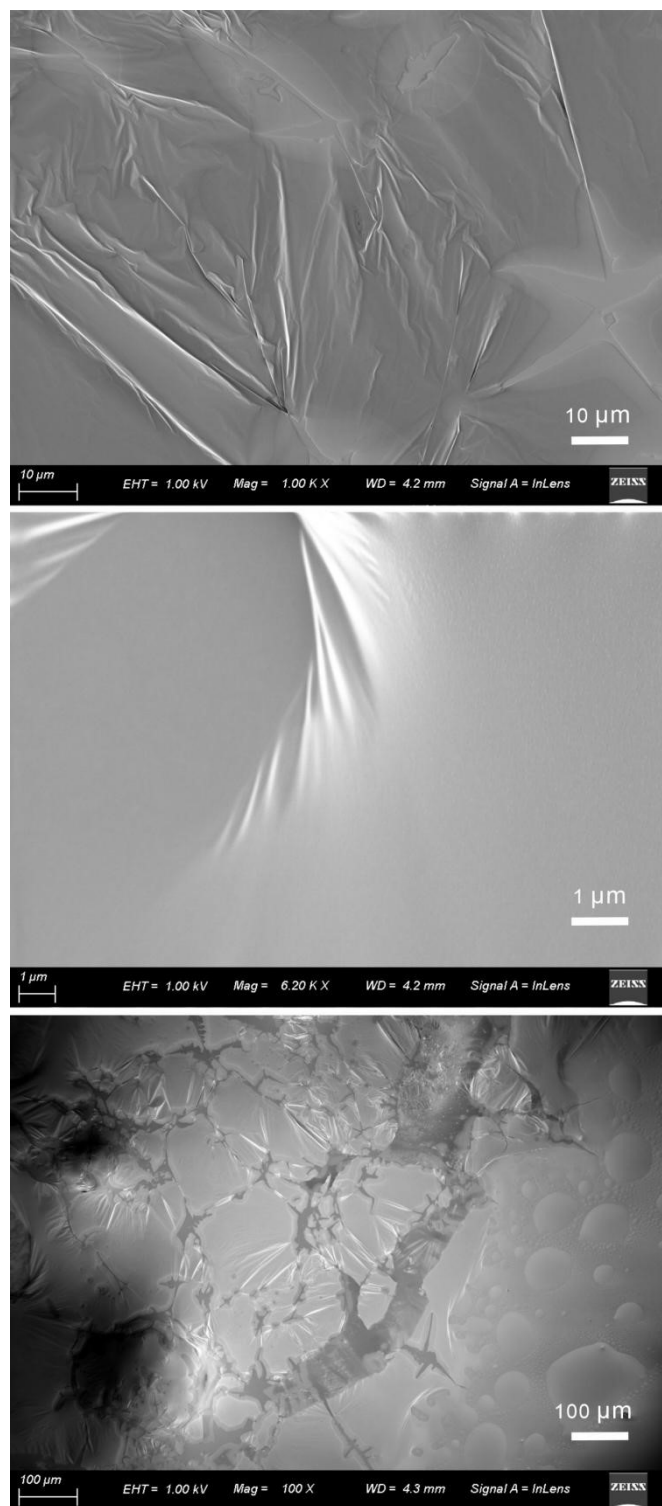 10 µm
10 µm EHT = 1.00 kV Mag = 1.00 K X WD = 4.2 mm Signal A = InLens ZEISS
1 µm
1 µm EHT = 1.00 kV Mag = 6.20 K X WD = 4.2 mm Signal A = InLens ZEISS
100 µm
100 µm EHT = 1.00 kV Mag = 100 X WD = 4.3 mm Signal A = InLens ZEISS